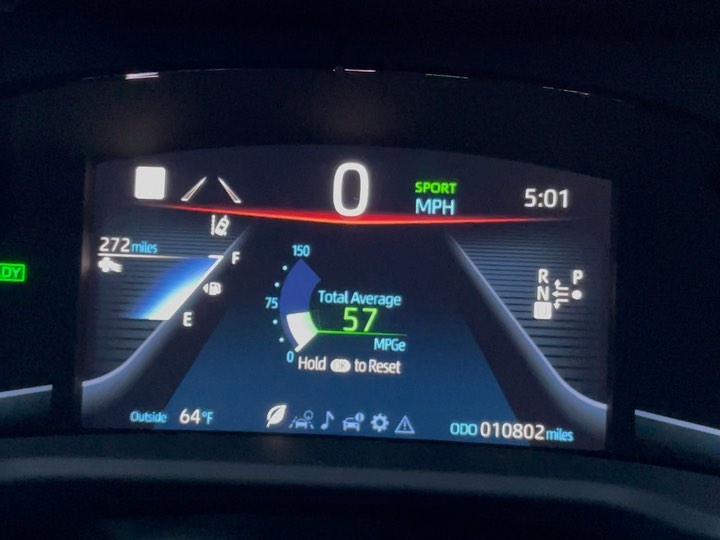 0
SPORT
MPH
5:01
272 miles
F
E
DY
150
75
0
Total Average
57
MPGe
Hold OK to Reset
R P
N
Outside 64°F
ODO 010802 miles